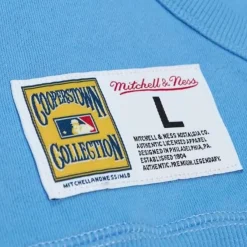 COOPERSTOWN
COLLECTION
MITCHELLANDNESS/MLB
Mitchell & Ness
L
MITCHELL & NESS NOSTALGIA CO.
AUTHENTIC LICENSED APPAREL
DESIGNED IN PHILADELPHIA, PA.
ESTABLISHED 1904
AUTHENTIC.PREMIUM.LEGENDARY.